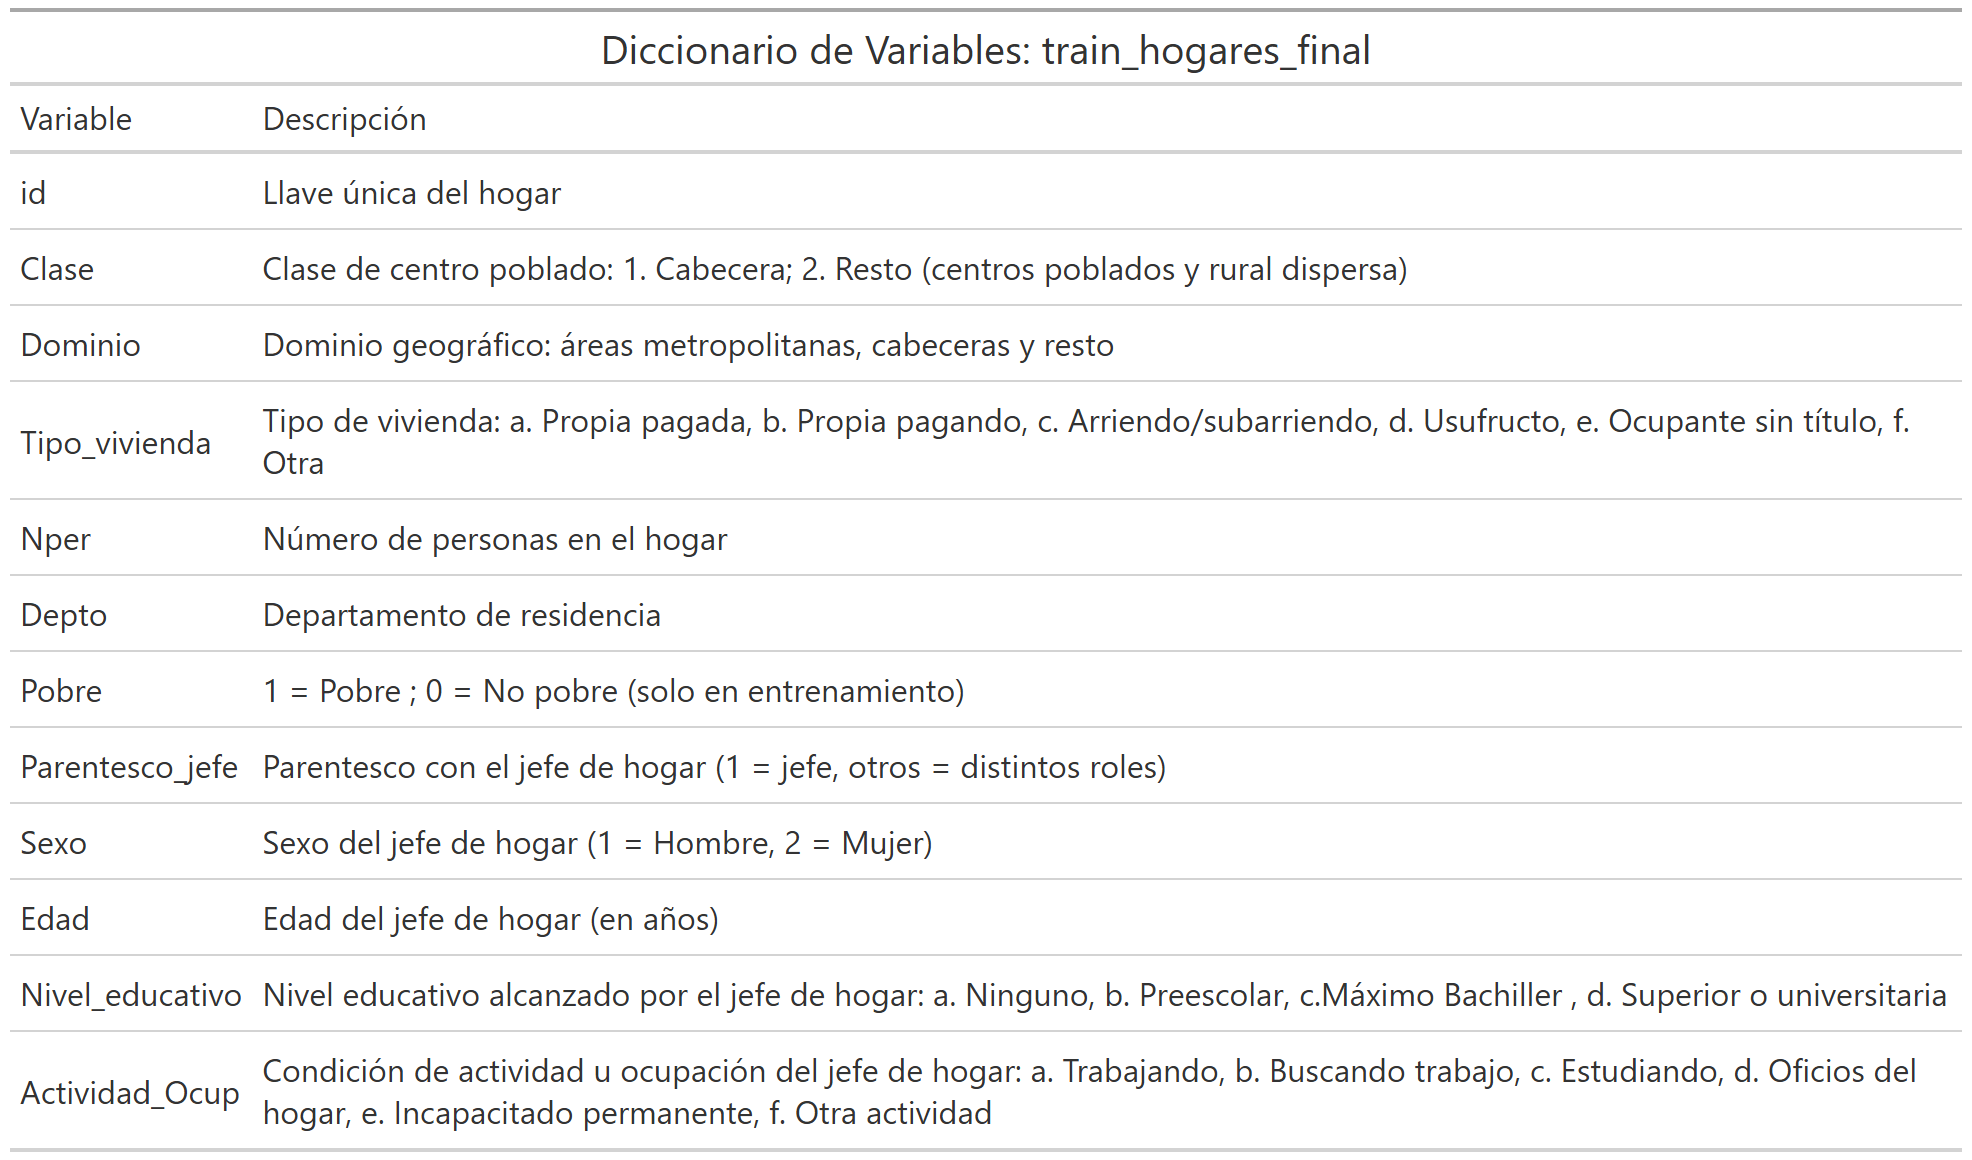 Diccionario de Variables: train_hogares_final
Variable Descripción
id Llave única del hogar
Clase Clase de centro poblado: 1. Cabecera; 2. Resto (centros poblados y rural dispersa)
Dominio Dominio geográfico: áreas metropolitanas, cabeceras y resto
Tipo_vivienda Tipo de vivienda: a. Propia pagada, b. Propia pagando, c. Arriendo/subarriendo, d. Usufructo, e. Ocupante sin título, f.
Otra
Nper Número de personas en el hogar
Depto Departamento de residencia
Pobre 1 = Pobre ; 0 = No pobre (solo en entrenamiento)
Parentesco_jefe Parentesco con el jefe de hogar (1 = jefe, otros = distintos roles)
Sexo Sexo del jefe de hogar (1 = Hombre, 2 = Mujer)
Edad Edad del jefe de hogar (en años)
Nivel_educativo Nivel educativo alcanzado por el jefe de hogar: a. Ninguno, b. Preescolar, c.Máximo Bachiller , d. Superior o universitaria
Actividad_Ocup Condición de actividad u ocupación del jefe de hogar: a. Trabajando, b. Buscando trabajo, c. Estudiando, d. Oficios del
hogar, e. Incapacitado permanente, f. Otra actividad